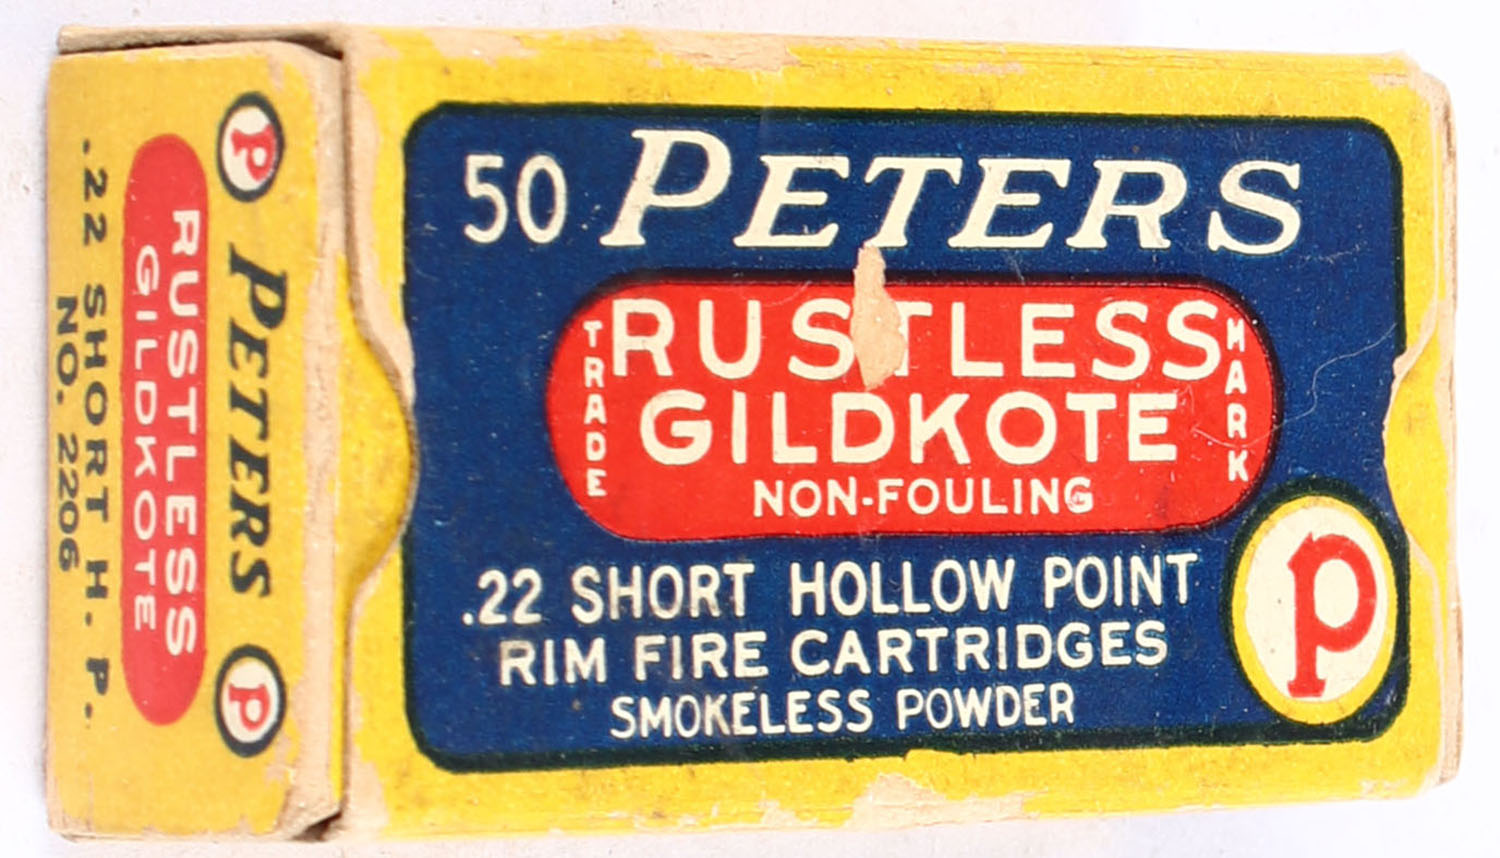 50 PETERS
TRADE
RUSTLESS
MARK
GILDKOTE
NON-FOULING
.22 SHORT HOLLOW POINT
RIM FIRE CARTRIDGES
SMOKELESS POWDER
P
P PETERS P
RUSTLESS
GILDKOTE
.22 SHORT H. P.
NO. 2206